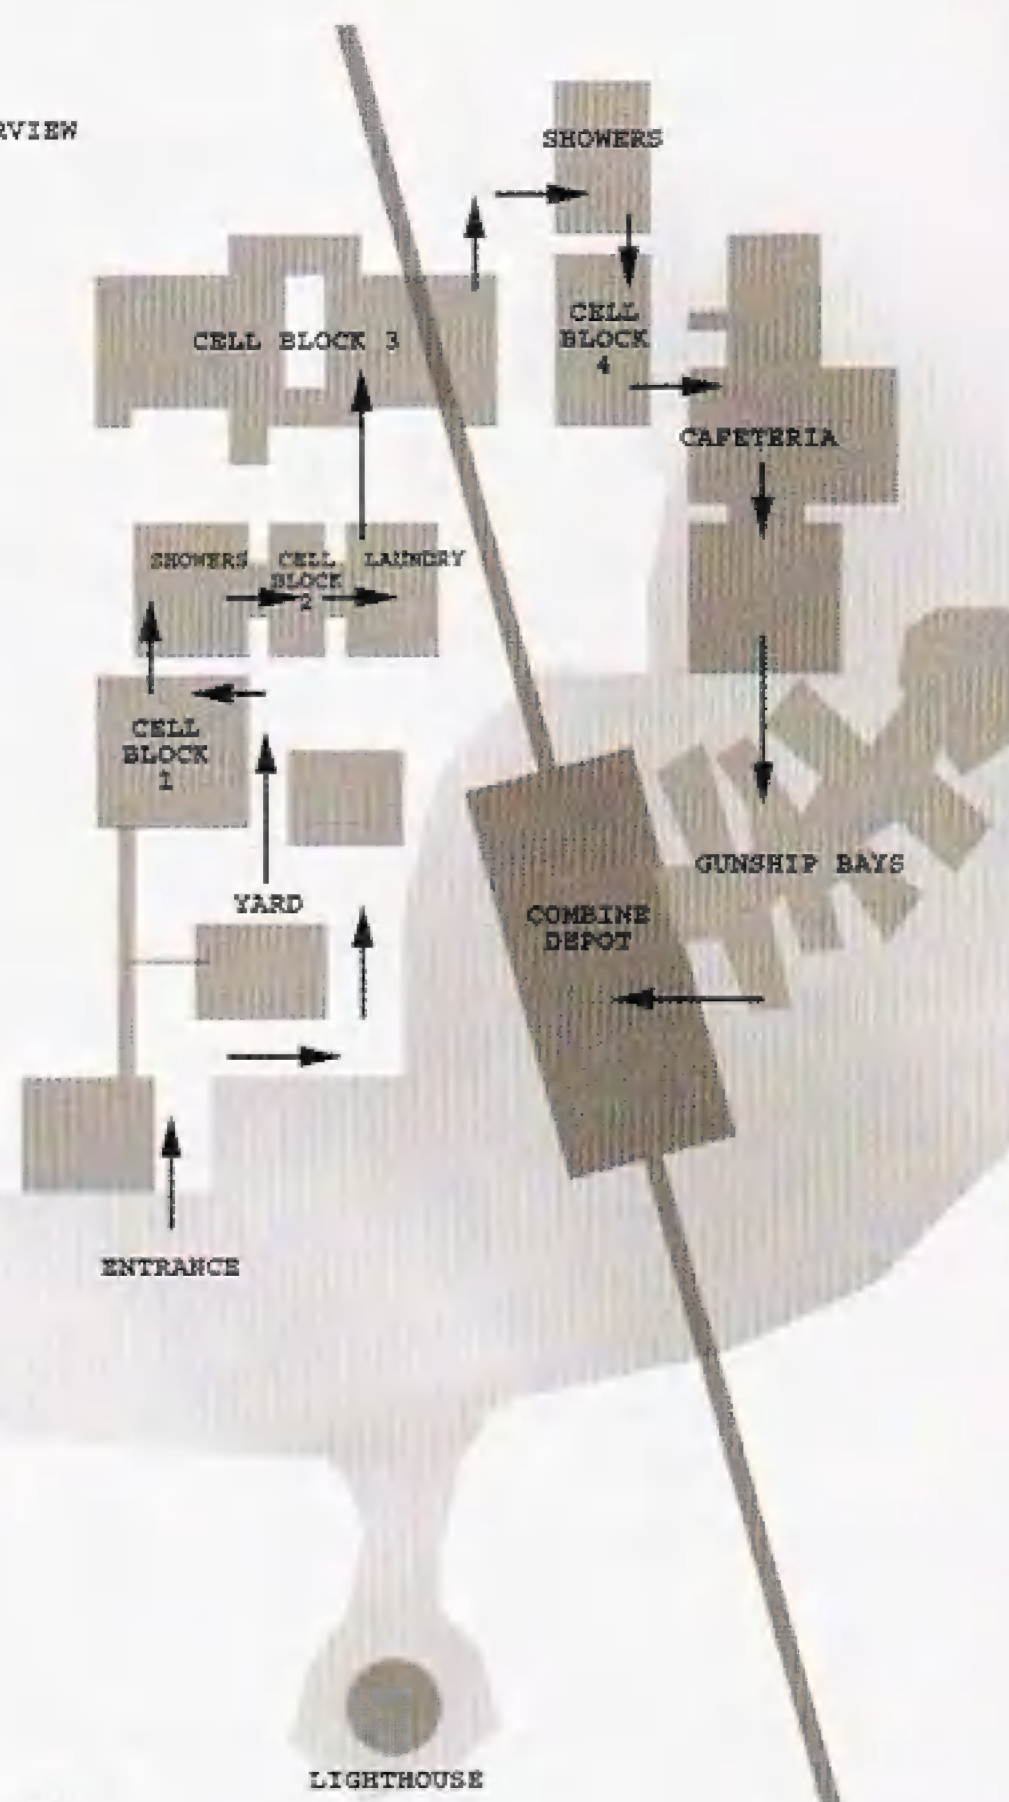 RVIEW
SHOWERS
CELL BLOCK 3
CELL
BLOCK
4
CAFETERIA
SHOWERS
CELL
BLOCK
2
LAUNDRY
CELL
BLOCK
1
GUNSHIP BAYS
YARD
COMBINE
DEPOT
ENTRANCE
LIGHTHOUSE